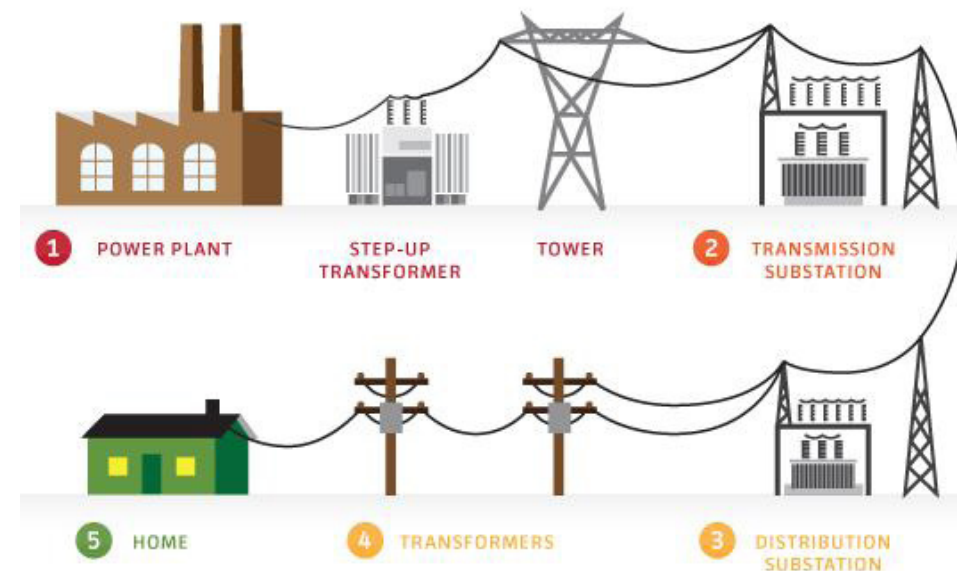 1 POWER PLANT
STEP-UP
TRANSFORMER
TOWER
2 TRANSMISSION
SUBSTATION
5 HOME
4 TRANSFORMERS
3 DISTRIBUTION
SUBSTATION